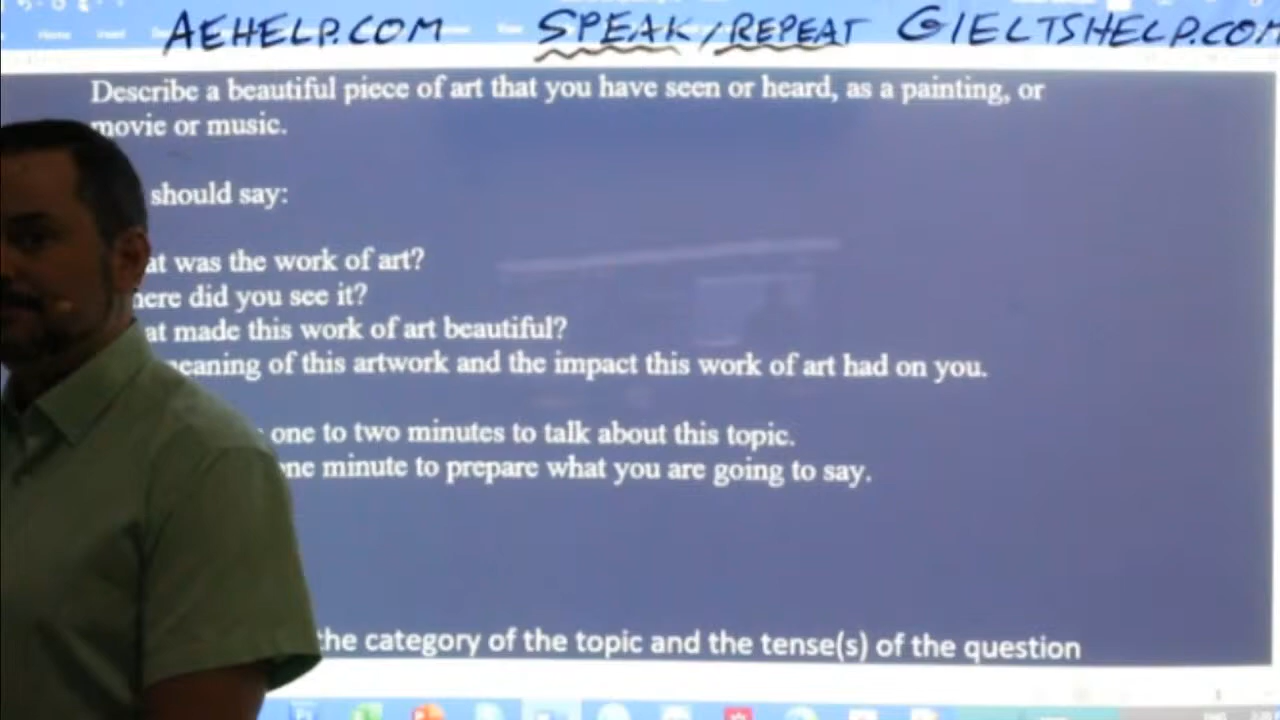 AEHELP.COM SPEAK/REPEAT GIELTSHELP.COM
Home Insert
Describe a beautiful piece of art that you have seen or heard, as a painting, or
movie or music.
should say:
at was the work of art?
here did you see it?
at made this work of art beautiful?
eaning of this artwork and the impact this work of art had on you.
one to two minutes to talk about this topic.
ne minute to prepare what you are going to say.
the category of the topic and the tense(s) of the question